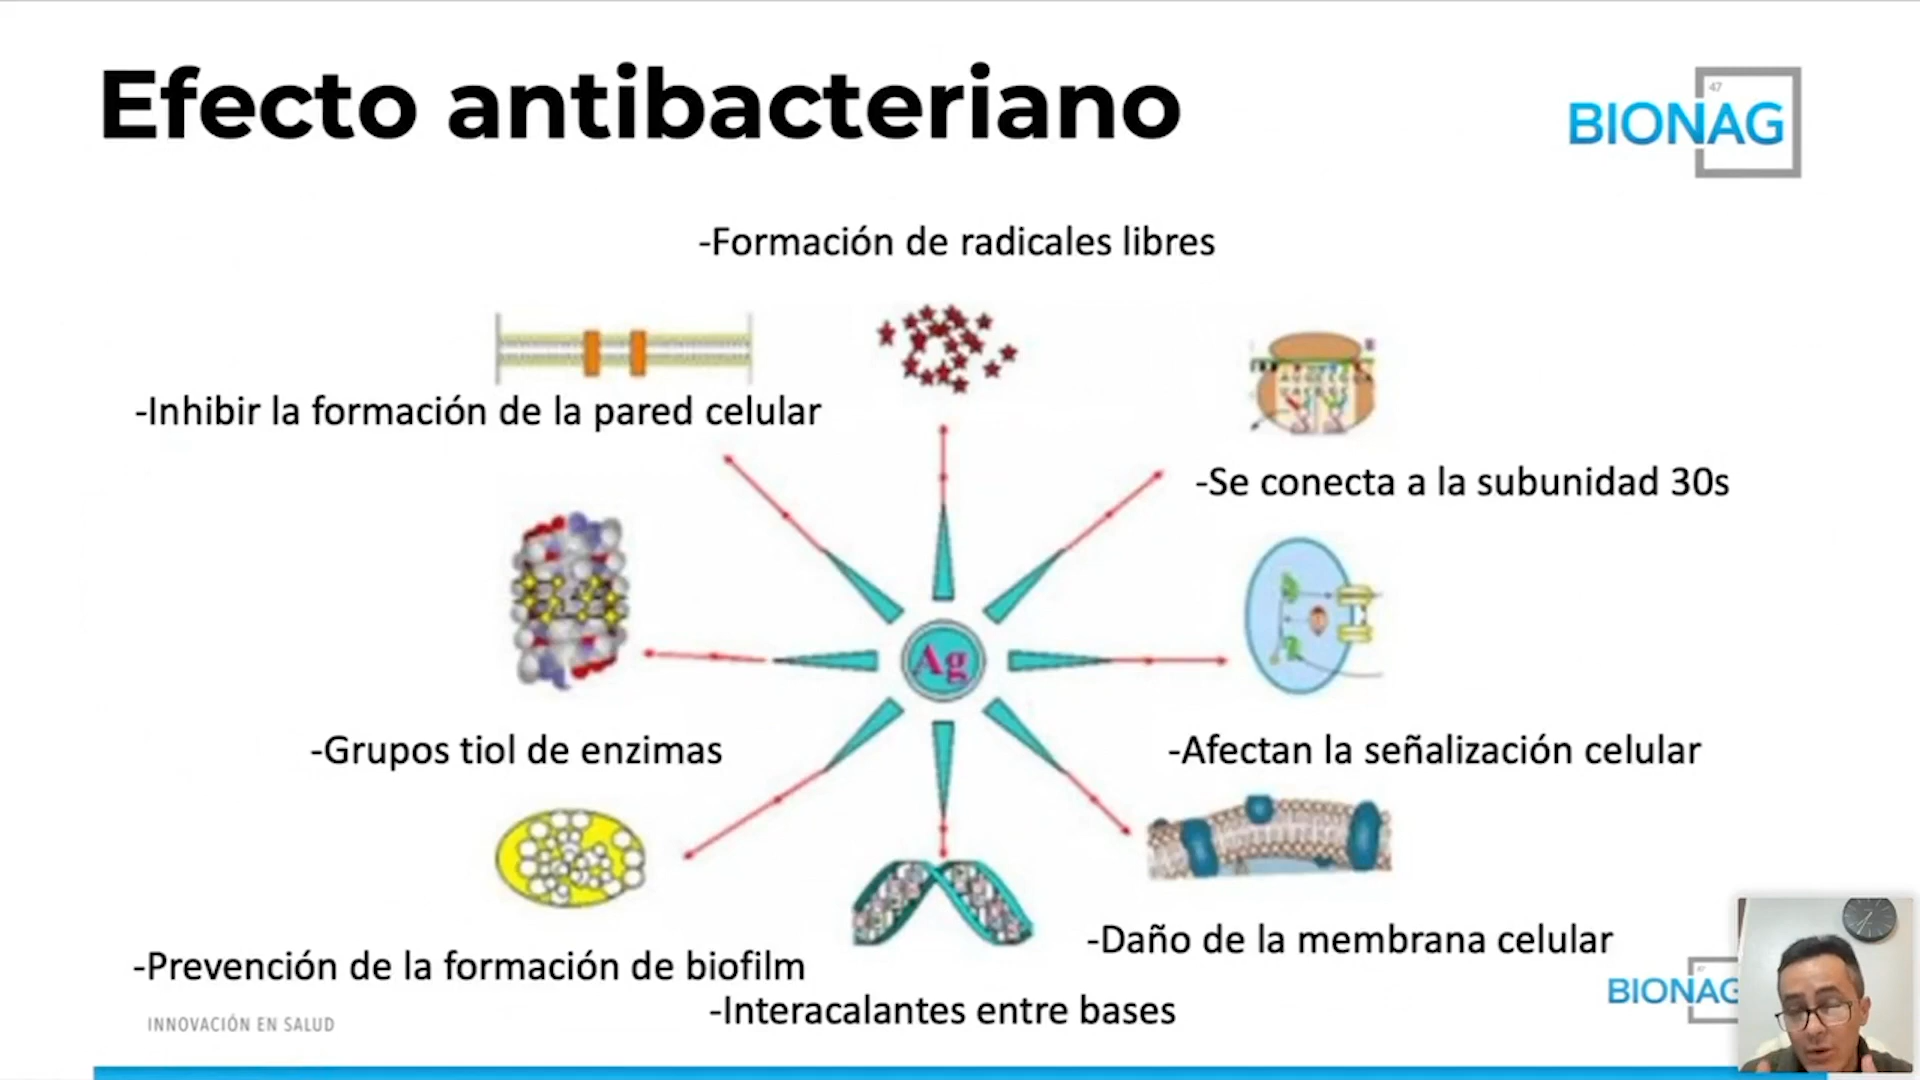 Efecto antibacteriano
47
BIONAG
-Formación de radicales libres
-Inhibir la formación de la pared celular
-Se conecta a la subunidad 30s
Ag
-Grupos tiol de enzimas
-Afectan la señalización celular
-Daño de la membrana celular
-Prevención de la formación de biofilm
-Interacalantes entre bases
BIONAG
INNOVACIÓN EN SALUD